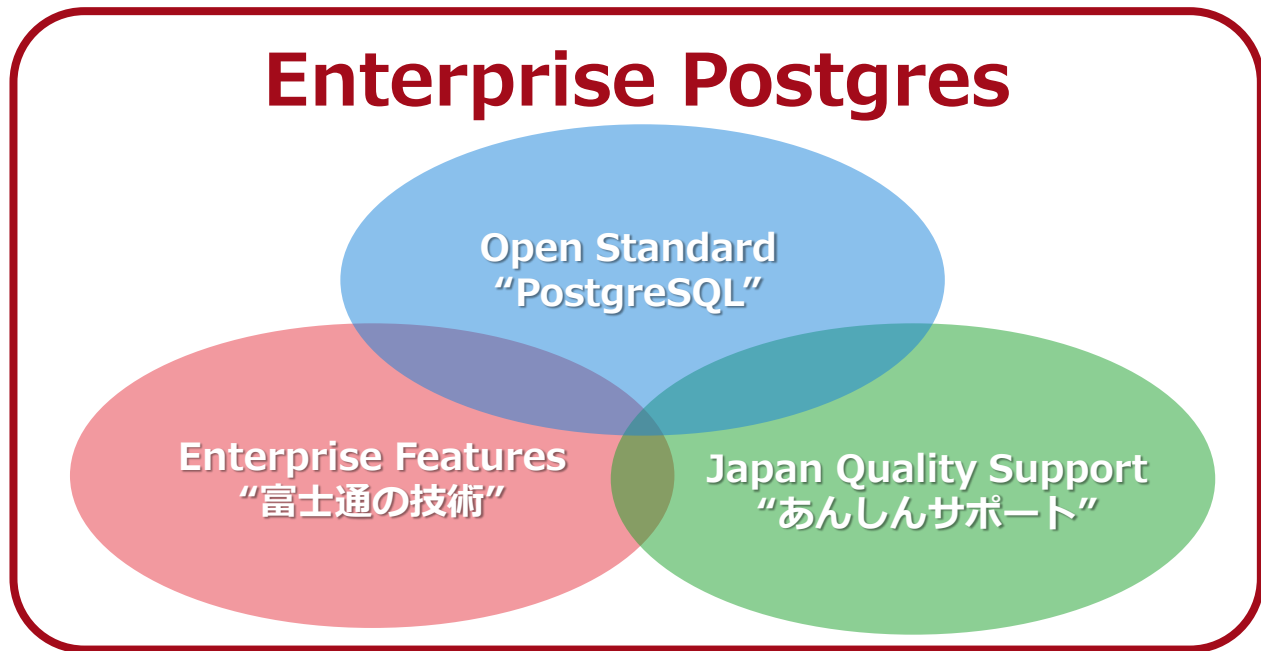 Enterprise Postgres
Open Standard
“PostgreSQL”
Enterprise Features
“富士通の技術”
Japan Quality Support
“あんしんサポート”